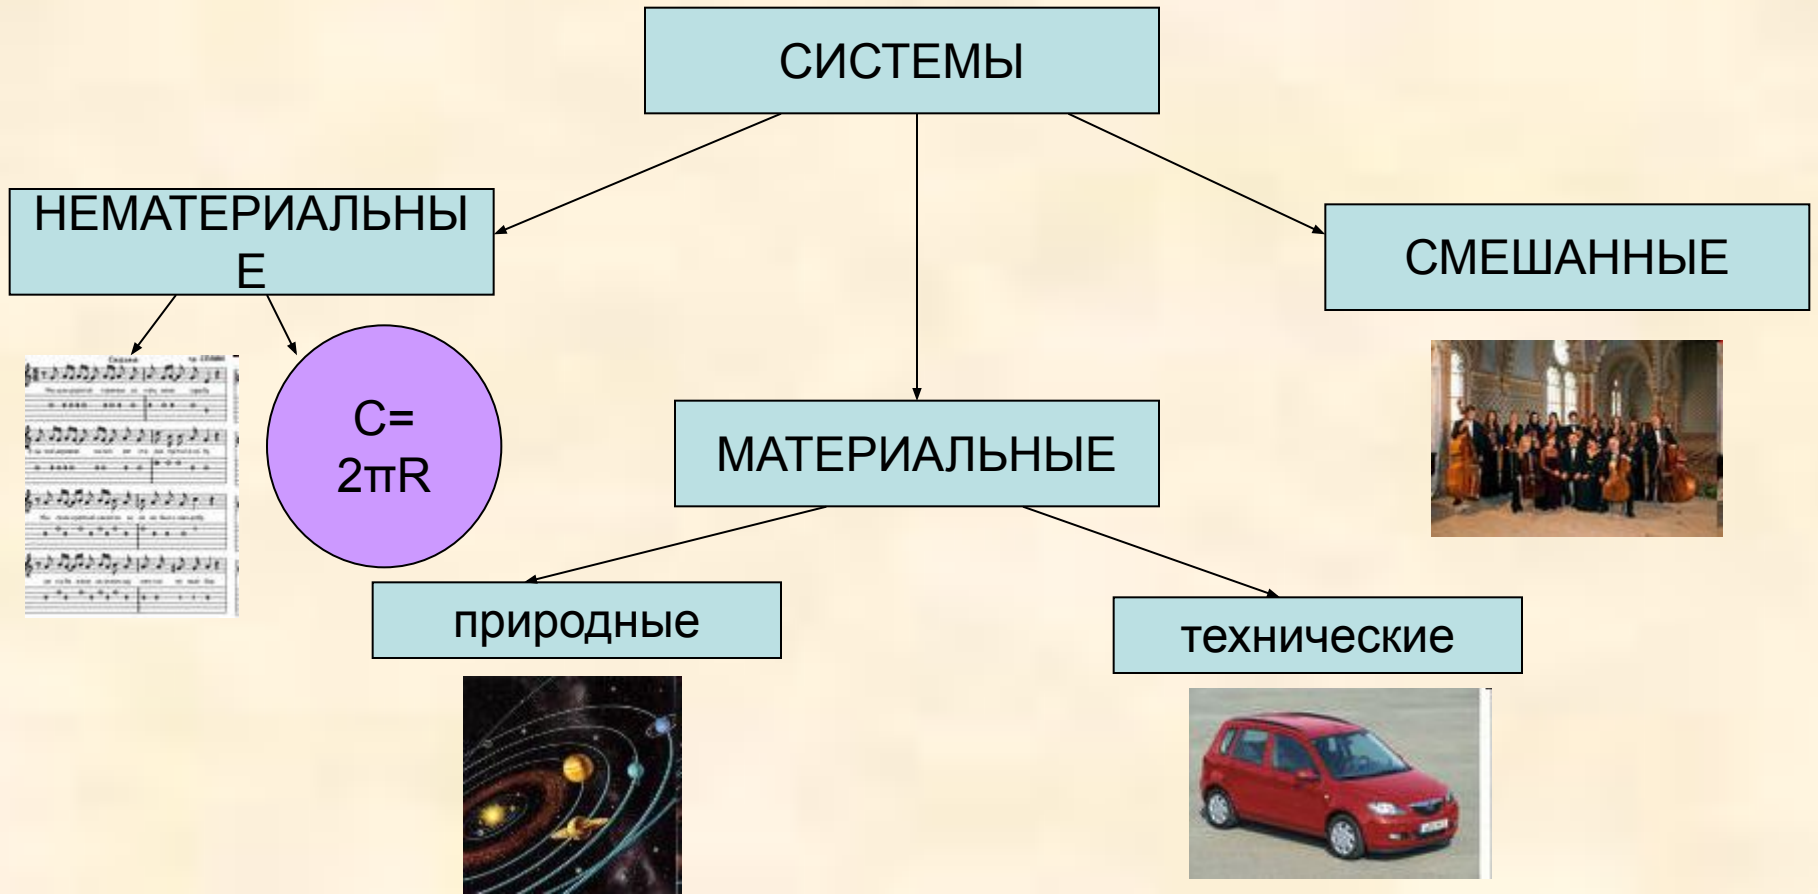 СИСТЕМЫ
НЕМАТЕРИАЛЬНЫ
Е
СМЕШАННЫЕ
C=
2πR
МАТЕРИАЛЬНЫЕ
природные
технические